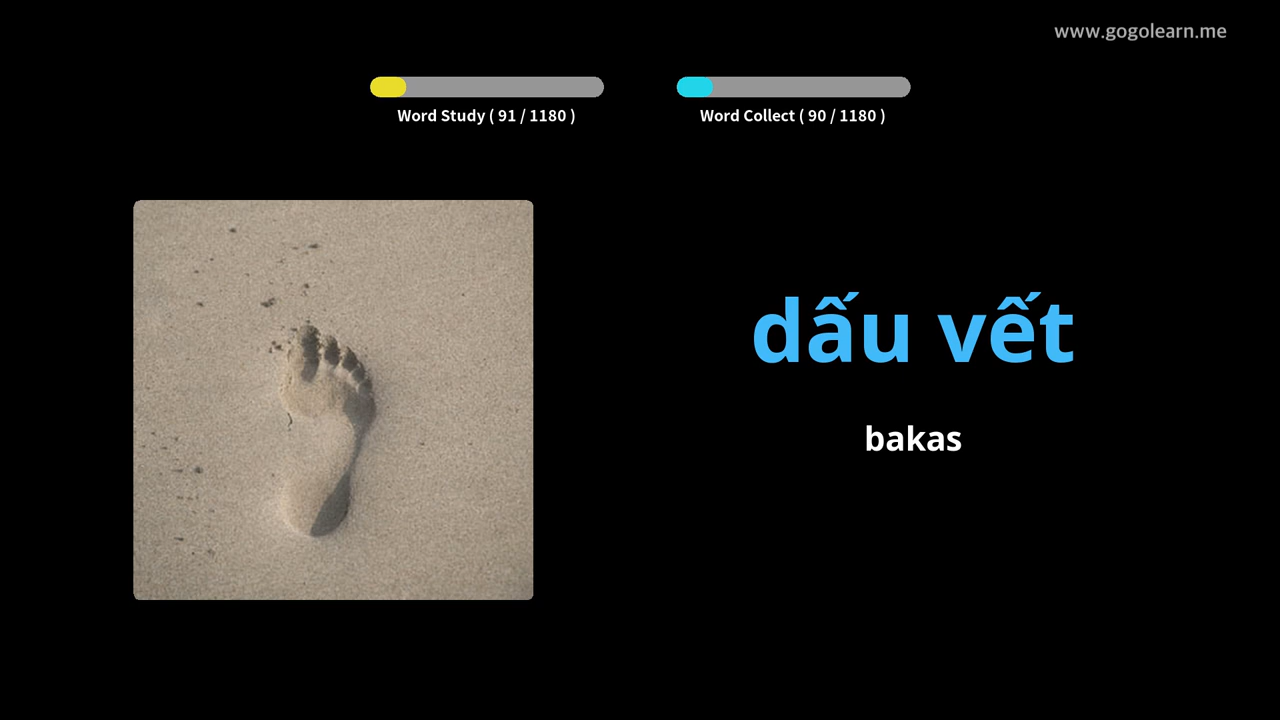 www.gogolearn.me
Word Study ( 91 / 1180 )
Word Collect ( 90 / 1180 )
dấu vết
bakas